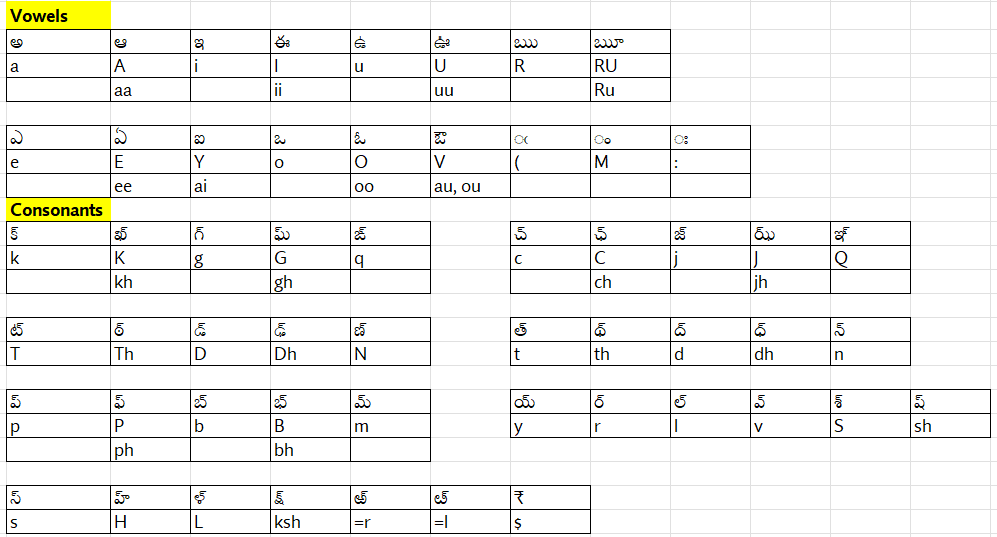 Vowels
అ ఆ ఇ ఈ ఉ ఊ ఋ ౠ
a A i I u U R RU
aa ii uu Ru
ఎ ఏ ఐ ఒ ఓ ఔ ఁ ం ః
e E Y o O V ( M :
ee ai oo au, ou
Consonants
క్ ఖ్ గ్ ఘ్ ఙ్ చ్ ఛ్ జ్ ఝ్ ఞ్
k K g G q c C j J Q
kh gh ch jh
ట్ ఠ్ డ్ ఢ్ ణ్ త్ థ్ ద్ ధ్ న్
T Th D Dh N t th d dh n
ప్ ఫ్ బ్ భ్ మ్ య్ ర్ ల్ వ్ శ్ ష్
p P b B m y r l v S sh
ph bh
స్ హ్ ళ్ క్ష్ ఱ్ ఴ్ ₹
s H L ksh =r =l $